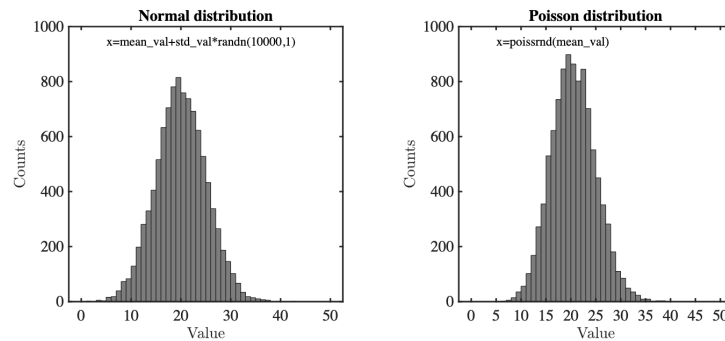 Normal distribution
x=mean_val+std_val*randn(10000,1)
1000
800
600
400
200
0
Counts
0 10 20 30 40 50
Value
Poisson distribution
x=poissrnd(mean_val)
1000
800
600
400
200
0
Counts
0 5 10 15 20 25 30 35 40 45 50
Value